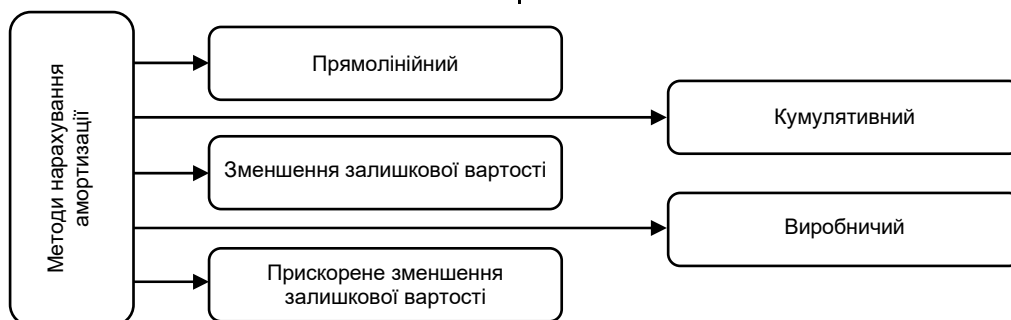 Методи нарахування
амортизації
Прямолінійний
Кумулятивний
Зменшення залишкової вартості
Виробничий
Прискорене зменшення
залишкової вартості